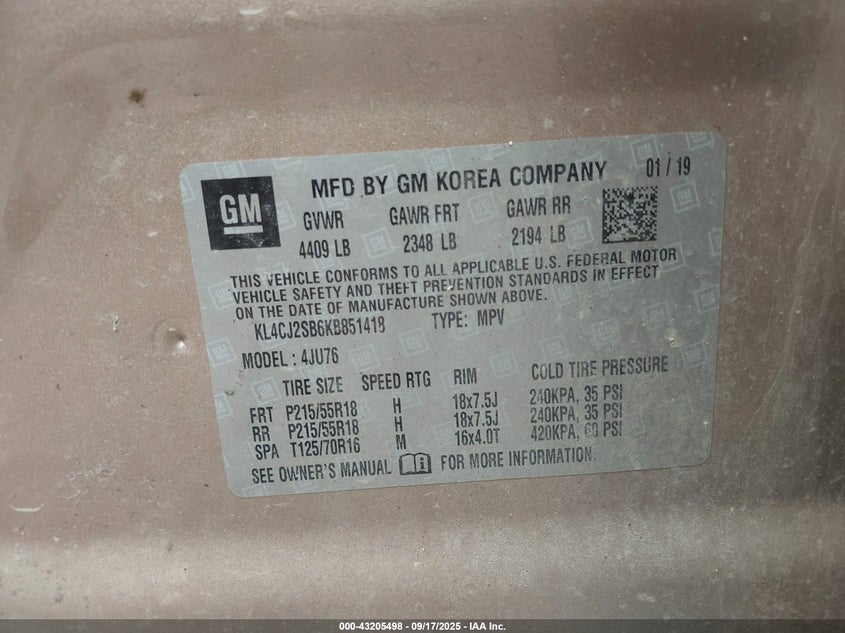 GM
MFD BY GM KOREA COMPANY 01 / 19
GVWR GAWR FRT GAWR RR
4409 LB 2348 LB 2194 LB
THIS VEHICLE CONFORMS TO ALL APPLICABLE U.S. FEDERAL MOTOR
VEHICLE SAFETY AND THEFT PREVENTION STANDARDS IN EFFECT
ON THE DATE OF MANUFACTURE SHOWN ABOVE.
KL4CJ2SB6KB851418 TYPE: MPV
MODEL : 4JU76
TIRE SIZE SPEED RTG RIM COLD TIRE PRESSURE
FRT P215/55R18 H 18x7.5J 240KPA, 35 PSI
RR P215/55R18 H 18x7.5J 240KPA, 35 PSI
SPA T125/70R16 M 16x4.0T 420KPA, 60 PSI
SEE OWNER'S MANUAL FOR MORE INFORMATION.
000-43205498 - 09/17/2025 - IAA Inc.